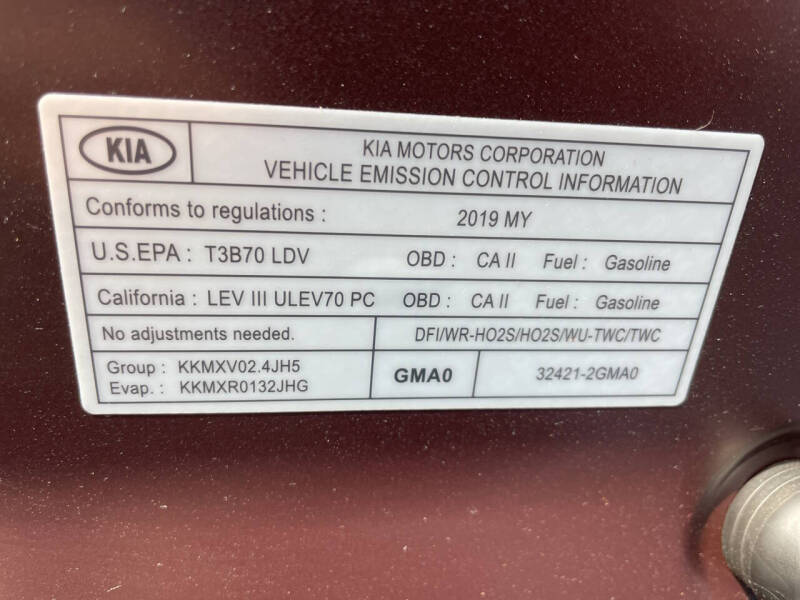 KIA
KIA MOTORS CORPORATION
VEHICLE EMISSION CONTROL INFORMATION
Conforms to regulations : 2019 MY
U.S.EPA : T3B70 LDV OBD : CA II Fuel : Gasoline
California : LEV III ULEV70 PC OBD : CA II Fuel : Gasoline
No adjustments needed. DFI/WR-HO2S/HO2S/WU-TWC/TWC
Group : KKMXV02.4JH5
Evap. : KKMXR0132JHG
GMA0
32421-2GMA0